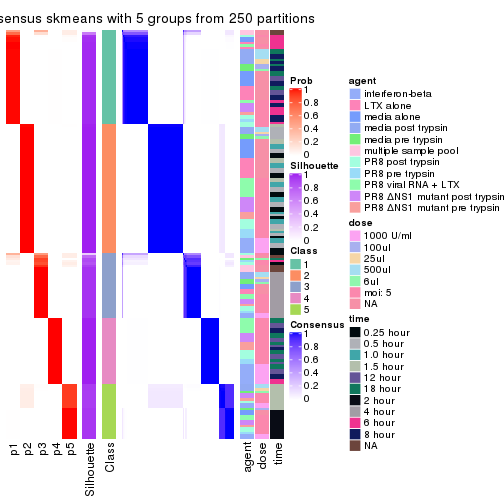 sensus skmeans with 5 groups from 250 partitions
Prob
1
0.8
0.6
0.4
0.2
0
Silhouette
1
0.8
0.6
0.4
0.2
0
Class
1
2
3
4
5
Consensus
1
0.8
0.6
0.4
0.2
0
agent
interferon-beta
LTX alone
media alone
media post trypsin
media pre trypsin
multiple sample pool
PR8 post trypsin
PR8 pre trypsin
PR8 viral RNA + LTX
PR8 ΔNS1 mutant post trypsin
PR8 ΔNS1 mutant pre trypsin
dose
1000 U/ml
100ul
25ul
500ul
6ul
moi: 5
NA
time
0.25 hour
0.5 hour
1.0 hour
1.5 hour
12 hour
18 hour
2 hour
4 hour
6 hour
8 hour
NA
p1
p2
p3
p4
p5
Silhouette
Class
agent
dose
time